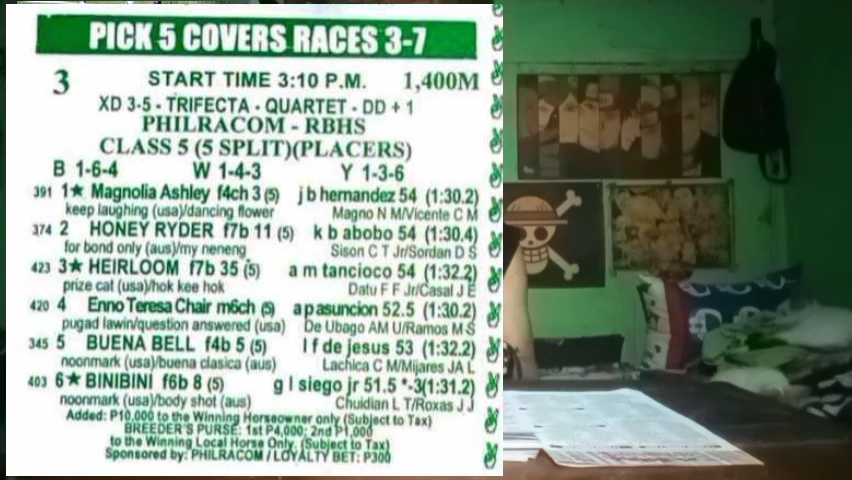 PICK 5 COVERS RACES 3-7
3 START TIME 3:10 P.M. 1,400M
XD 3-5 - TRIFECTA - QUARTET - DD + 1
PHILRACOM - RBHS
CLASS 5 (5 SPLIT)(PLACERS)
B 1-6-4 W 1-4-3 Y 1-3-6
391 1★ Magnolia Ashley f4ch 3 (5) j b hernandez 54 (1:30.2)
keep laughing (usa)/dancing flower Magno N M/Vicente C M
374 2 HONEY RYDER f7b 11 (5) k b abobo 54 (1:30.4)
for bond only (aus)/my neneng Sison C T Jr/Sordan D S
423 3★ HEIRLOOM f7b 35 (5) a m tancioco 54 (1:32.2)
prize cat (usa)/hok kee hok Datu F F Jr/Casal J E
420 4 Enno Teresa Chair m6ch (5) a p asuncion 52.5 (1:30.2)
pugad lawin/question answered (usa) De Ubago AM U/Ramos M S
345 5 BUENA BELL f4b 5 (5) l f de jesus 53 (1:32.2)
noonmark (usa)/buena clasica (aus) Lachica C M/Mijares JA L
403 6★ BINIBINI f6b 8 (5) g l siego jr 51.5 *-3(1:31.2)
noonmark (usa)/body shot (aus) Chuidian L T/Roxas J J
Added: P10,000 to the Winning Horseowner only (Subject to Tax)
BREEDER'S PURSE: 1st P4,000; 2nd P1,000
to the Winning Local Horse Only. (Subject to Tax)
Sponsored by: PHILRACOM / LOYALTY BET: P300